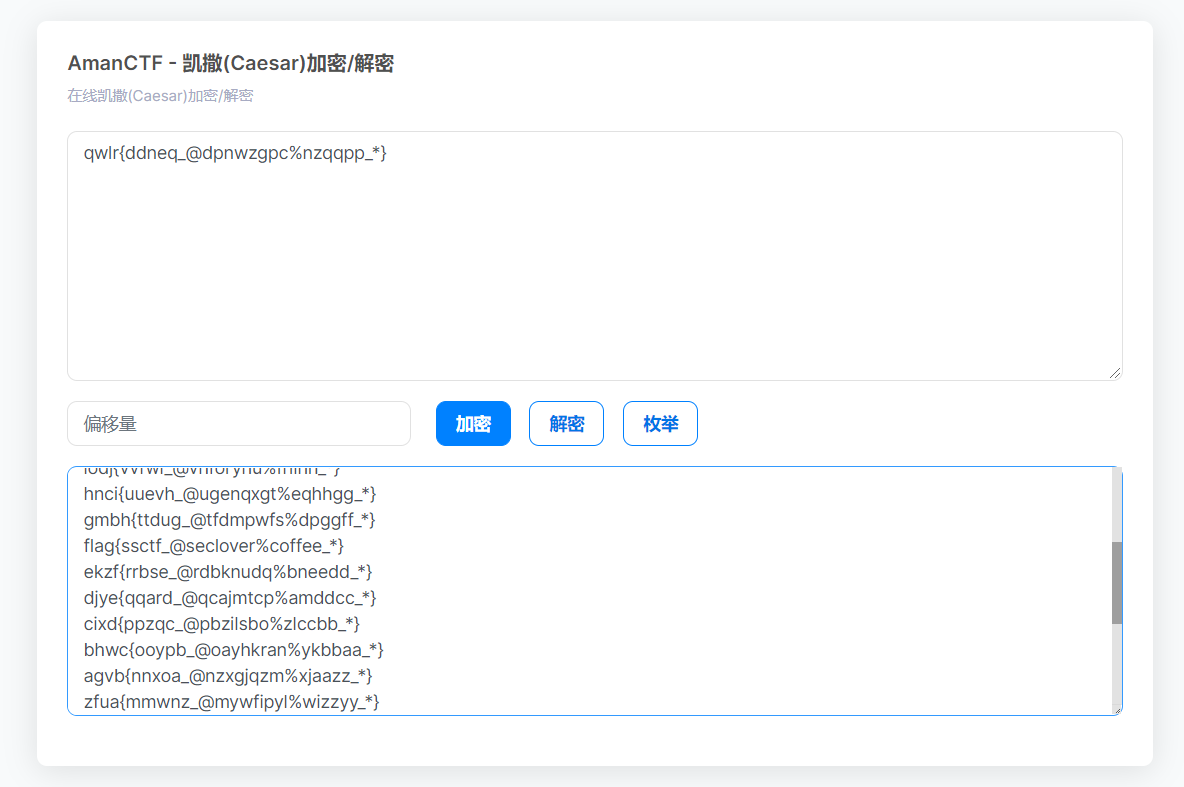 AmanCTF - 凯撒(Caesar)加密/解密
在线凯撒(Caesar)加密/解密
qwlr{ddneq_@dpnwzgpc%nzqqpp_*}
偏移量
加密
解密
枚举
hnci{uuevh_@ugenqxgt%eqhhgg_*}
gmbh{ttdug_@tfdmpwfs%dpggff_*}
flag{ssctf_@seclover%coffee_*}
ekzf{rrbse_@rdbknudq%bneedd_*}
djye{qqard_@qcajmtcp%amddcc_*}
cixd{ppzqc_@pbzilsbo%zlccbb_*}
bhwc{ooypb_@oayhkran%ykbbaa_*}
agvb{nnxoa_@nzxgjqzm%xjaazz_*}
zfua{mmwnz_@mywfipyl%wizzyy_*}